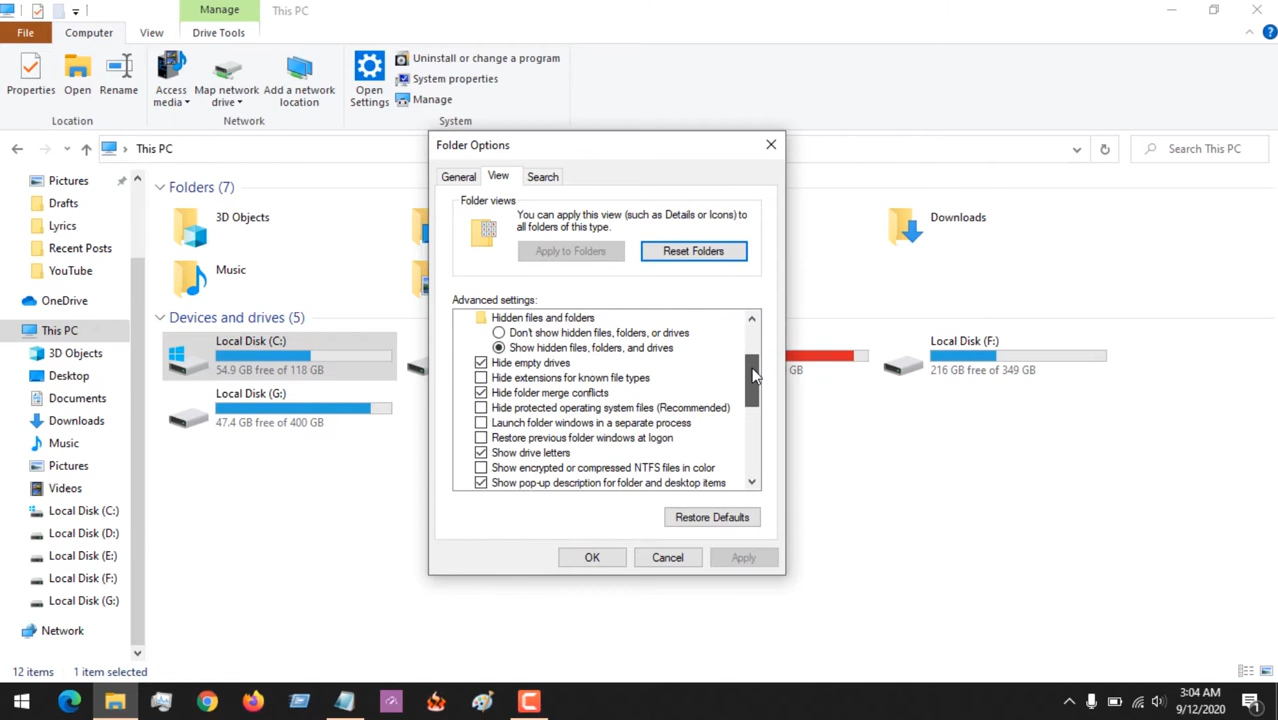 Manage
This PC
File
Computer
View
Drive Tools
Properties
Open
Rename
Access media
Map network drive
Add a network location
Open Settings
Uninstall or change a program
System properties
Manage
Location
Network
System
This PC
Search This PC
Pictures
Drafts
Lyrics
Recent Posts
YouTube
OneDrive
This PC
3D Objects
Desktop
Documents
Downloads
Music
Pictures
Videos
Local Disk (C:)
Local Disk (D:)
Local Disk (E:)
Local Disk (F:)
Local Disk (G:)
Network
Folders (7)
3D Objects
Downloads
Music
Devices and drives (5)
Local Disk (C:)
54.9 GB free of 118 GB
GB
Local Disk (F:)
216 GB free of 349 GB
Local Disk (G:)
47.4 GB free of 400 GB
Folder Options
General
View
Search
Folder views
You can apply this view (such as Details or Icons) to
all folders of this type.
Apply to Folders
Reset Folders
Advanced settings:
Hidden files and folders
Don't show hidden files, folders, or drives
Show hidden files, folders, and drives
Hide empty drives
Hide extensions for known file types
Hide folder merge conflicts
Hide protected operating system files (Recommended)
Launch folder windows in a separate process
Restore previous folder windows at logon
Show drive letters
Show encrypted or compressed NTFS files in color
Show pop-up description for folder and desktop items
Restore Defaults
OK
Cancel
Apply
12 items
1 item selected
3:04 AM
9/12/2020
1